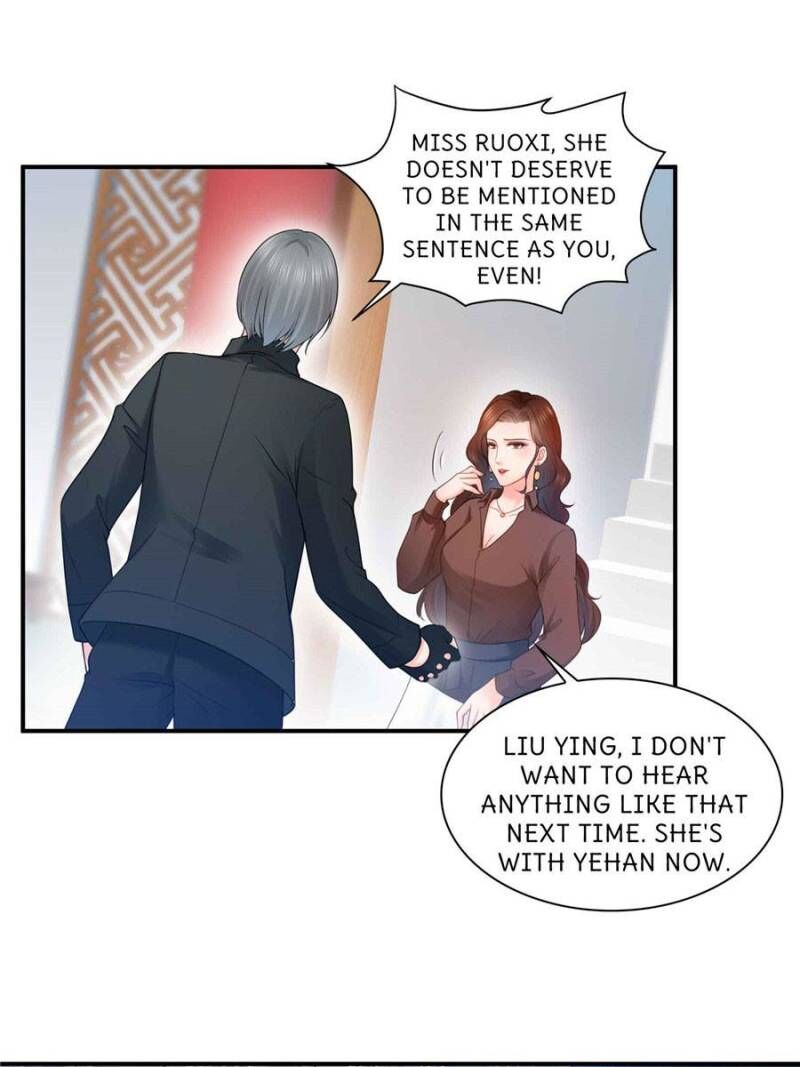 MISS RUOXI, SHE
DOESN'T DESERVE
TO BE MENTIONED
IN THE SAME
SENTENCE AS YOU,
EVEN!
LIU YING, I DON'T
WANT TO HEAR
ANYTHING LIKE THAT
NEXT TIME. SHE'S
WITH YEHAN NOW.